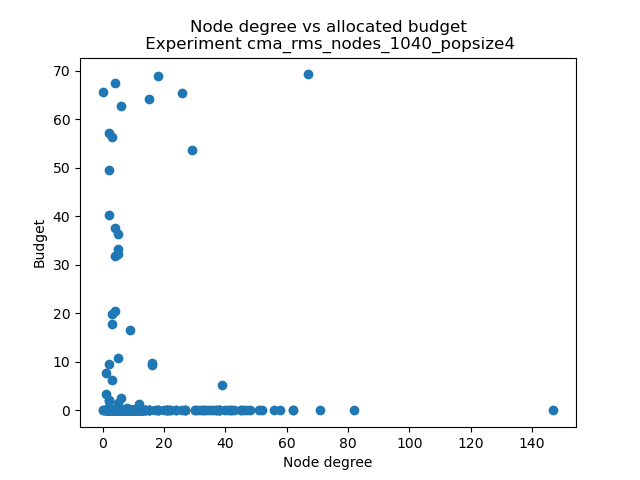 Node degree vs allocated budget
Experiment cma_rms_nodes_1040_popsize4
70
60
50
40
30
20
10
0
Budget
0 20 40 60 80 100 120 140
Node degree